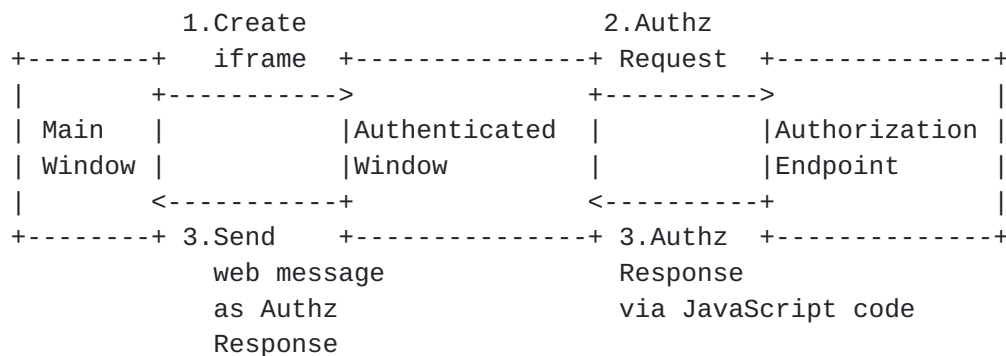 1.Create                   2.Authz
+--------+   iframe  +---------------+ Request  +--------------+
|        +----------->               +---------->              |
| Main   |           |Authenticated  |          |Authorization |
| Window |           |Window         |          |Endpoint      |
|        <-----------+               <----------+              |
+--------+ 3.Send    +---------------+ 3.Authz  +--------------+
             web message               Response
             as Authz                  via JavaScript code
             Response